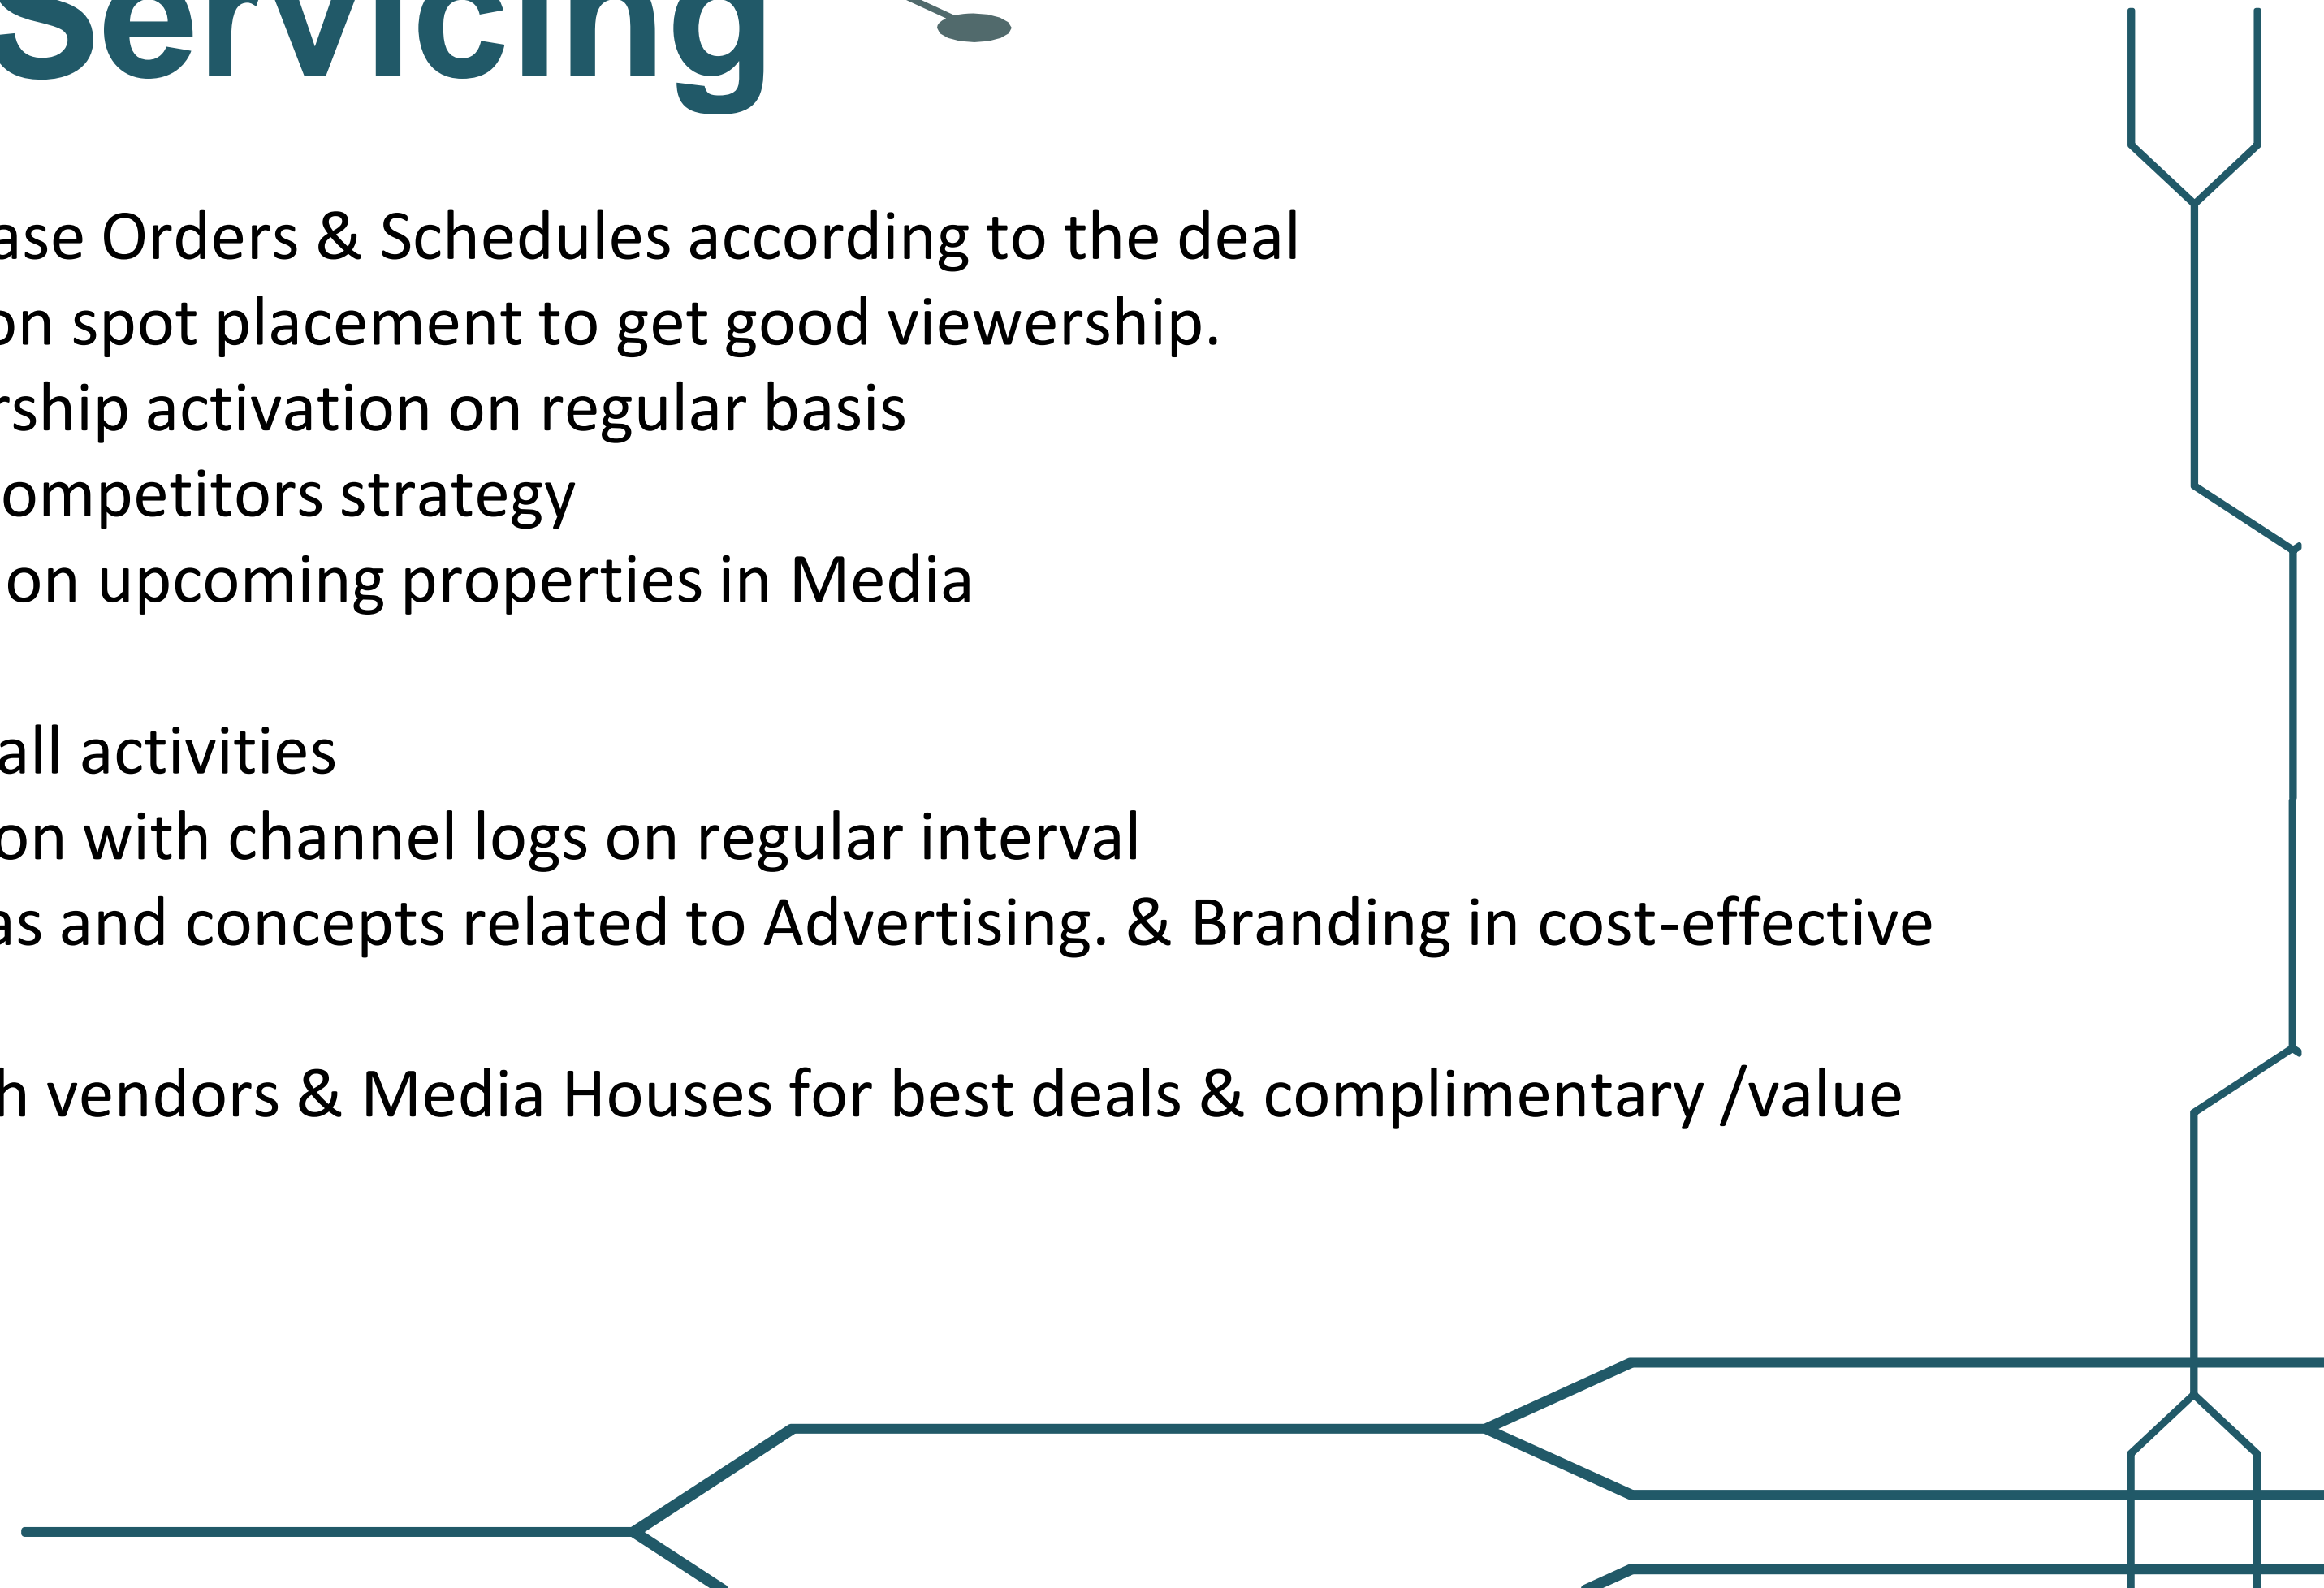 Servicing
ase Orders & Schedules according to the deal
on spot placement to get good viewership.
rship activation on regular basis
ompetitors strategy
on upcoming properties in Media
all activities
on with channel logs on regular interval
as and concepts related to Advertising. & Branding in cost-effective
vendors & Media Houses for best deals & complimentary /value